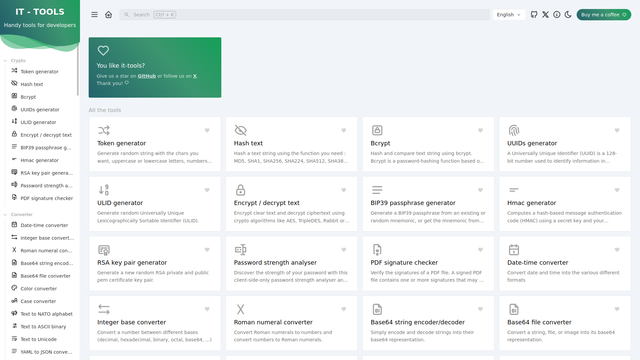 IT - TOOLS
Handy tools for developers
Crypto
Token generator
Hash text
Bcrypt
UUIDs generator
ULID generator
Encrypt / decrypt text
BIP39 passphrase g...
Hmac generator
RSA key pair genera...
Password strength a...
PDF signature checker
Converter
Date-time converter
Integer base convert...
Roman numeral con...
Base64 string encod...
Base64 file converter
Color converter
Case converter
Text to NATO alphabet
Text to ASCII binary
Text to Unicode
YAML to JSON conve...
Search
Ctrl + K
English
Buy me a coffee
You like it-tools?
Give us a star on GitHub or follow us on X.
Thank you!
All the tools
Token generator
Generate random string with the chars you
want, uppercase or lowercase letters, numbers...
Hash text
Hash a text string using the function you need :
MD5, SHA1, SHA256, SHA224, SHA512, SHA38...
Bcrypt
Hash and compare text string using bcrypt.
Bcrypt is a password-hashing function based o...
UUIDs generator
A Universally Unique Identifier (UUID) is a 128-
bit number used to identify information in...
ULID generator
Generate random Universally Unique
Lexicographically Sortable Identifier (ULID).
Encrypt / decrypt text
Encrypt clear text and decrypt ciphertext using
crypto algorithms like AES, TripleDES, Rabbit or...
BIP39 passphrase generator
Generate a BIP39 passphrase from an existing or
random mnemonic, or get the mnemonic from...
Hmac generator
Computes a hash-based message authentication
code (HMAC) using a secret key and your...
RSA key pair generator
Generate a new random RSA private and public
pem certificate key pair.
Password strength analyser
Discover the strength of your password with this
client-side-only password strength analyser an...
PDF signature checker
Verify the signatures of a PDF file. A signed PDF
file contains one or more signatures that may ...
Date-time converter
Convert date and time into the various different
formats
Integer base converter
Convert a number between different bases
(decimal, hexadecimal, binary, octal, base64, ...)
Roman numeral converter
Convert Roman numerals to numbers and
convert numbers to Roman numerals.
Base64 string encoder/decoder
Simply encode and decode strings into their
base64 representation.
Base64 file converter
Convert a string, file, or image into its base64
representation.